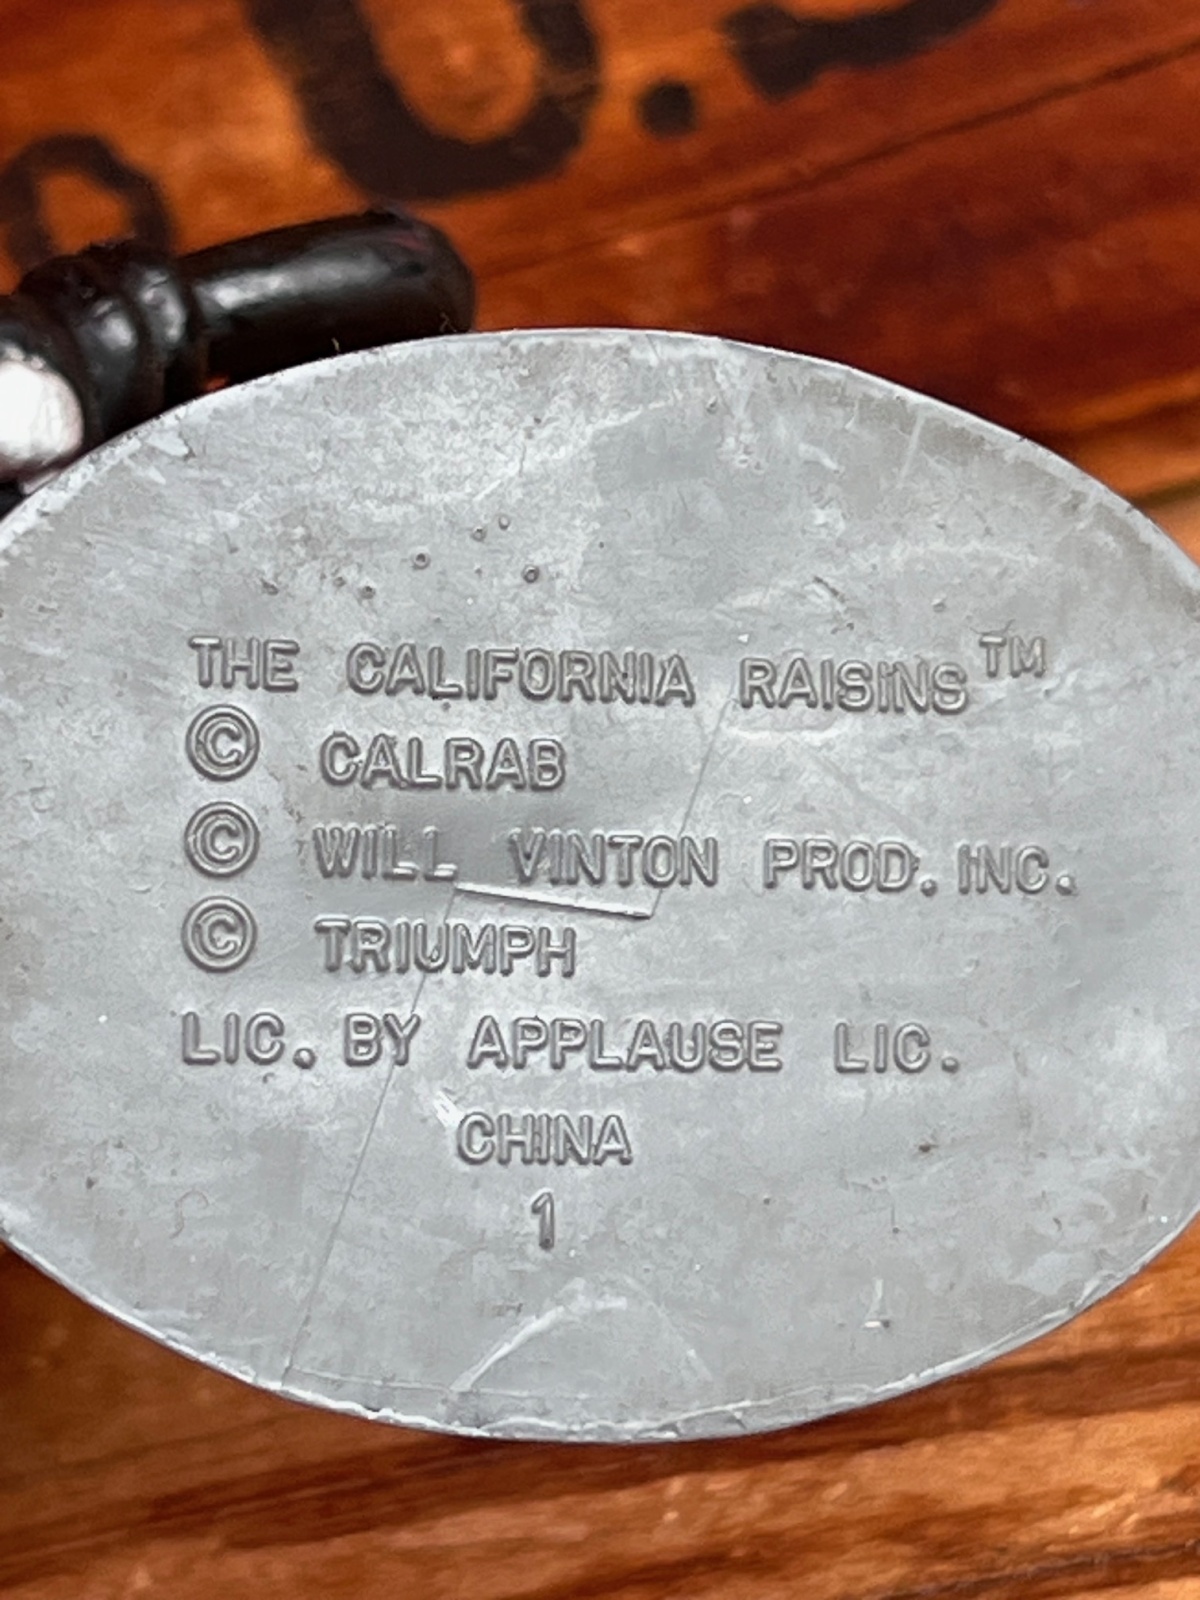 THE CALIFORNIA RAISINS™
© CALRAB
© WILL VINTON PROD. INC.
© TRIUMPH
LIC. BY APPLAUSE LIC.
CHINA
1